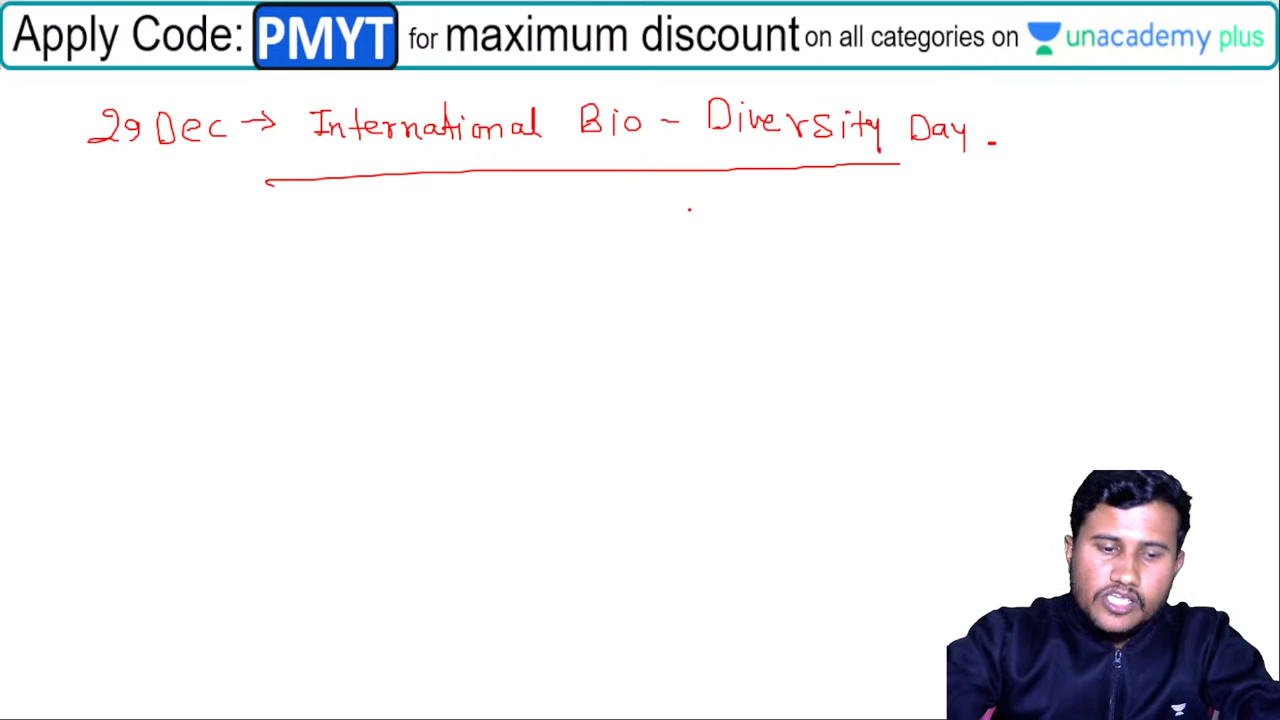 Apply Code: PMYT for maximum discount on all categories on unacademy plus
29 Dec → International Bio - Diversity Day.